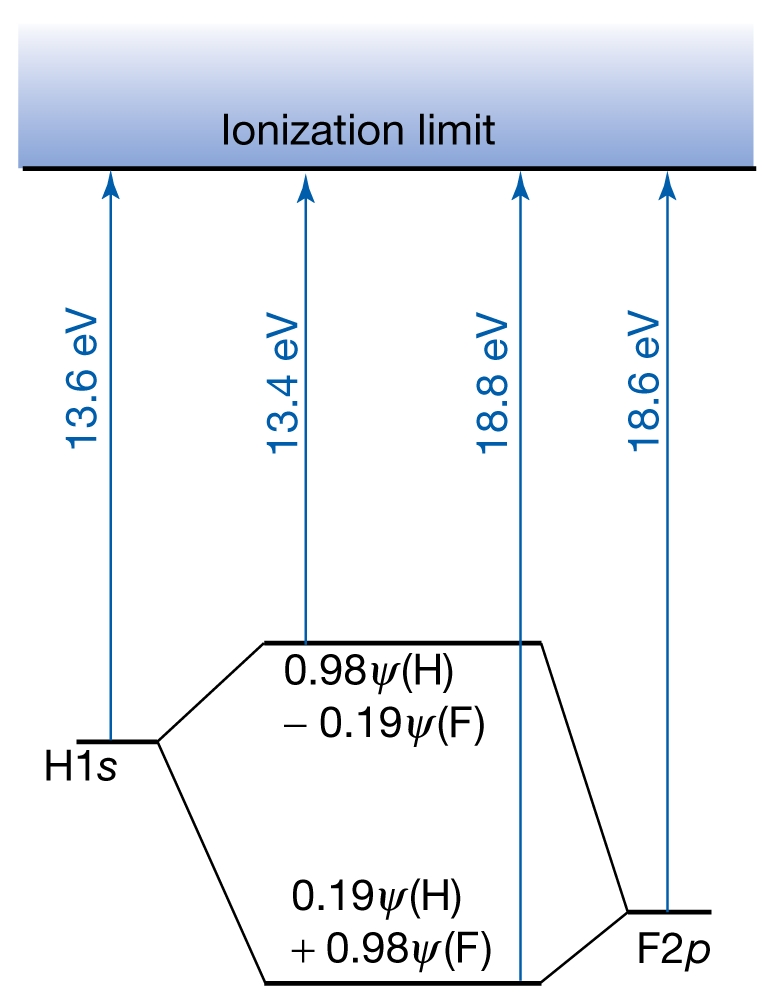 Ionization limit
13.6 eV
13.4 eV
18.8 eV
18.6 eV
0.98ψ(H)
− 0.19ψ(F)
H1s
0.19ψ(H)
+ 0.98ψ(F)
F2p